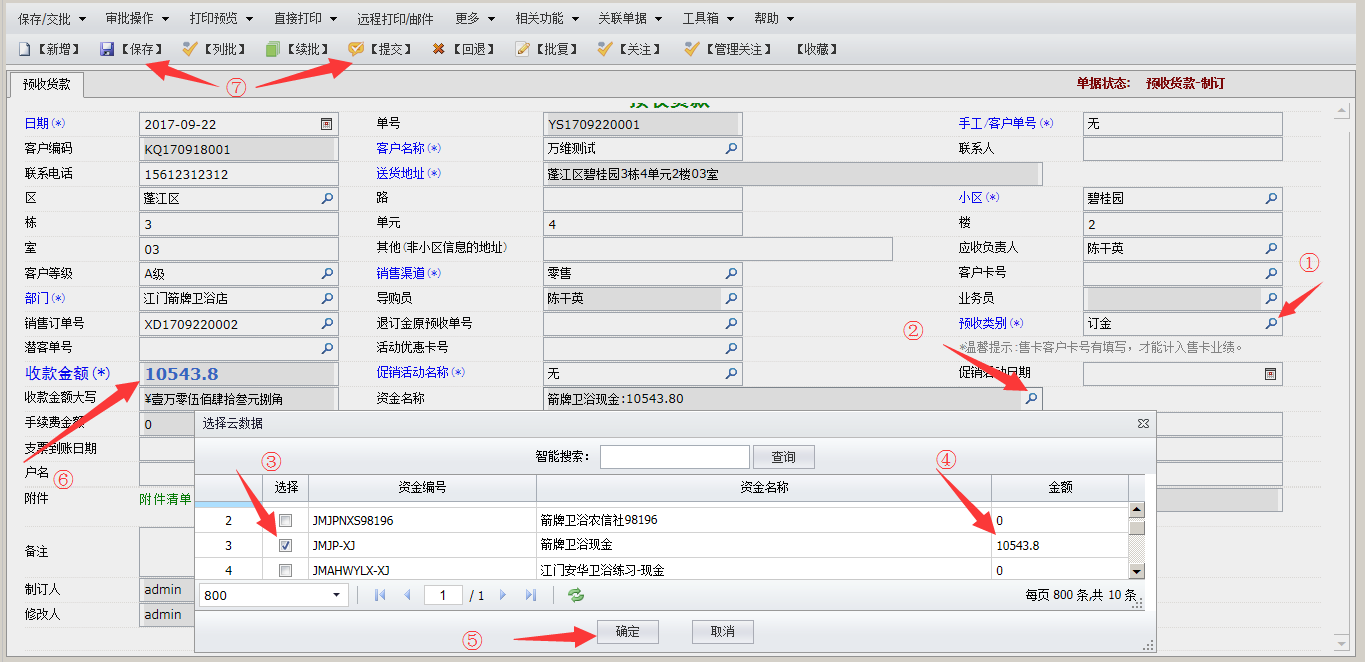 保存/交批 审批操作 打印预览 直接打印 远程打印/邮件 更多 相关功能 关联单据 工具箱 帮助
【新增】 【保存】 【列批】 【续批】 【提交】 【回退】 【批复】 【关注】 【管理关注】 【收藏】
⑦
预收货款 单据状态: 预收货款-制订
预收货款
日期(*) 2017-09-22 单号 YS1709220001 手工/客户单号(*) 无
客户编码 KQ170918001 客户名称(*) 万维测试 联系人
联系电话 15612312312 送货地址(*) 蓬江区碧桂园3栋4单元2楼03室
区 蓬江区 路 小区(*) 碧桂园
栋 3 单元 4 楼 2
室 03 其他(非小区信息的地址) 应收负责人 陈干英
客户等级 A级 销售渠道(*) 零售 客户卡号 ①
部门(*) 江门箭牌卫浴店 导购员 陈干英 业务员
销售订单号 XD1709220002 退订金原预收单号 ② 预收类别(*) 订金
潜客单号 活动优惠卡号 *温馨提示:售卡客户卡号有填写，才能计入售卡业绩。
收款金额(*) 10543.8 促销活动名称(*) 无 促销活动日期
收款金额大写 ¥壹万零伍佰肆拾叁元捌角 资金名称 箭牌卫浴现金:10543.80
手续费金额 0
选择云数据
支票到账日期
智能搜索: 查询
户名 ⑥ ③ ④
选择 资金编号 资金名称 金额
附件 附件清单
2 JMJPNXS98196 箭牌卫浴农信社98196 0
3 JMJP-XJ 箭牌卫浴现金 10543.8
备注
4 JMAHWYLX-XJ 江门安华卫浴练习-现金 0
制订人 admin
800 1 / 1 每页 800 条,共 10 条
修改人 admin
⑤ 确定 取消